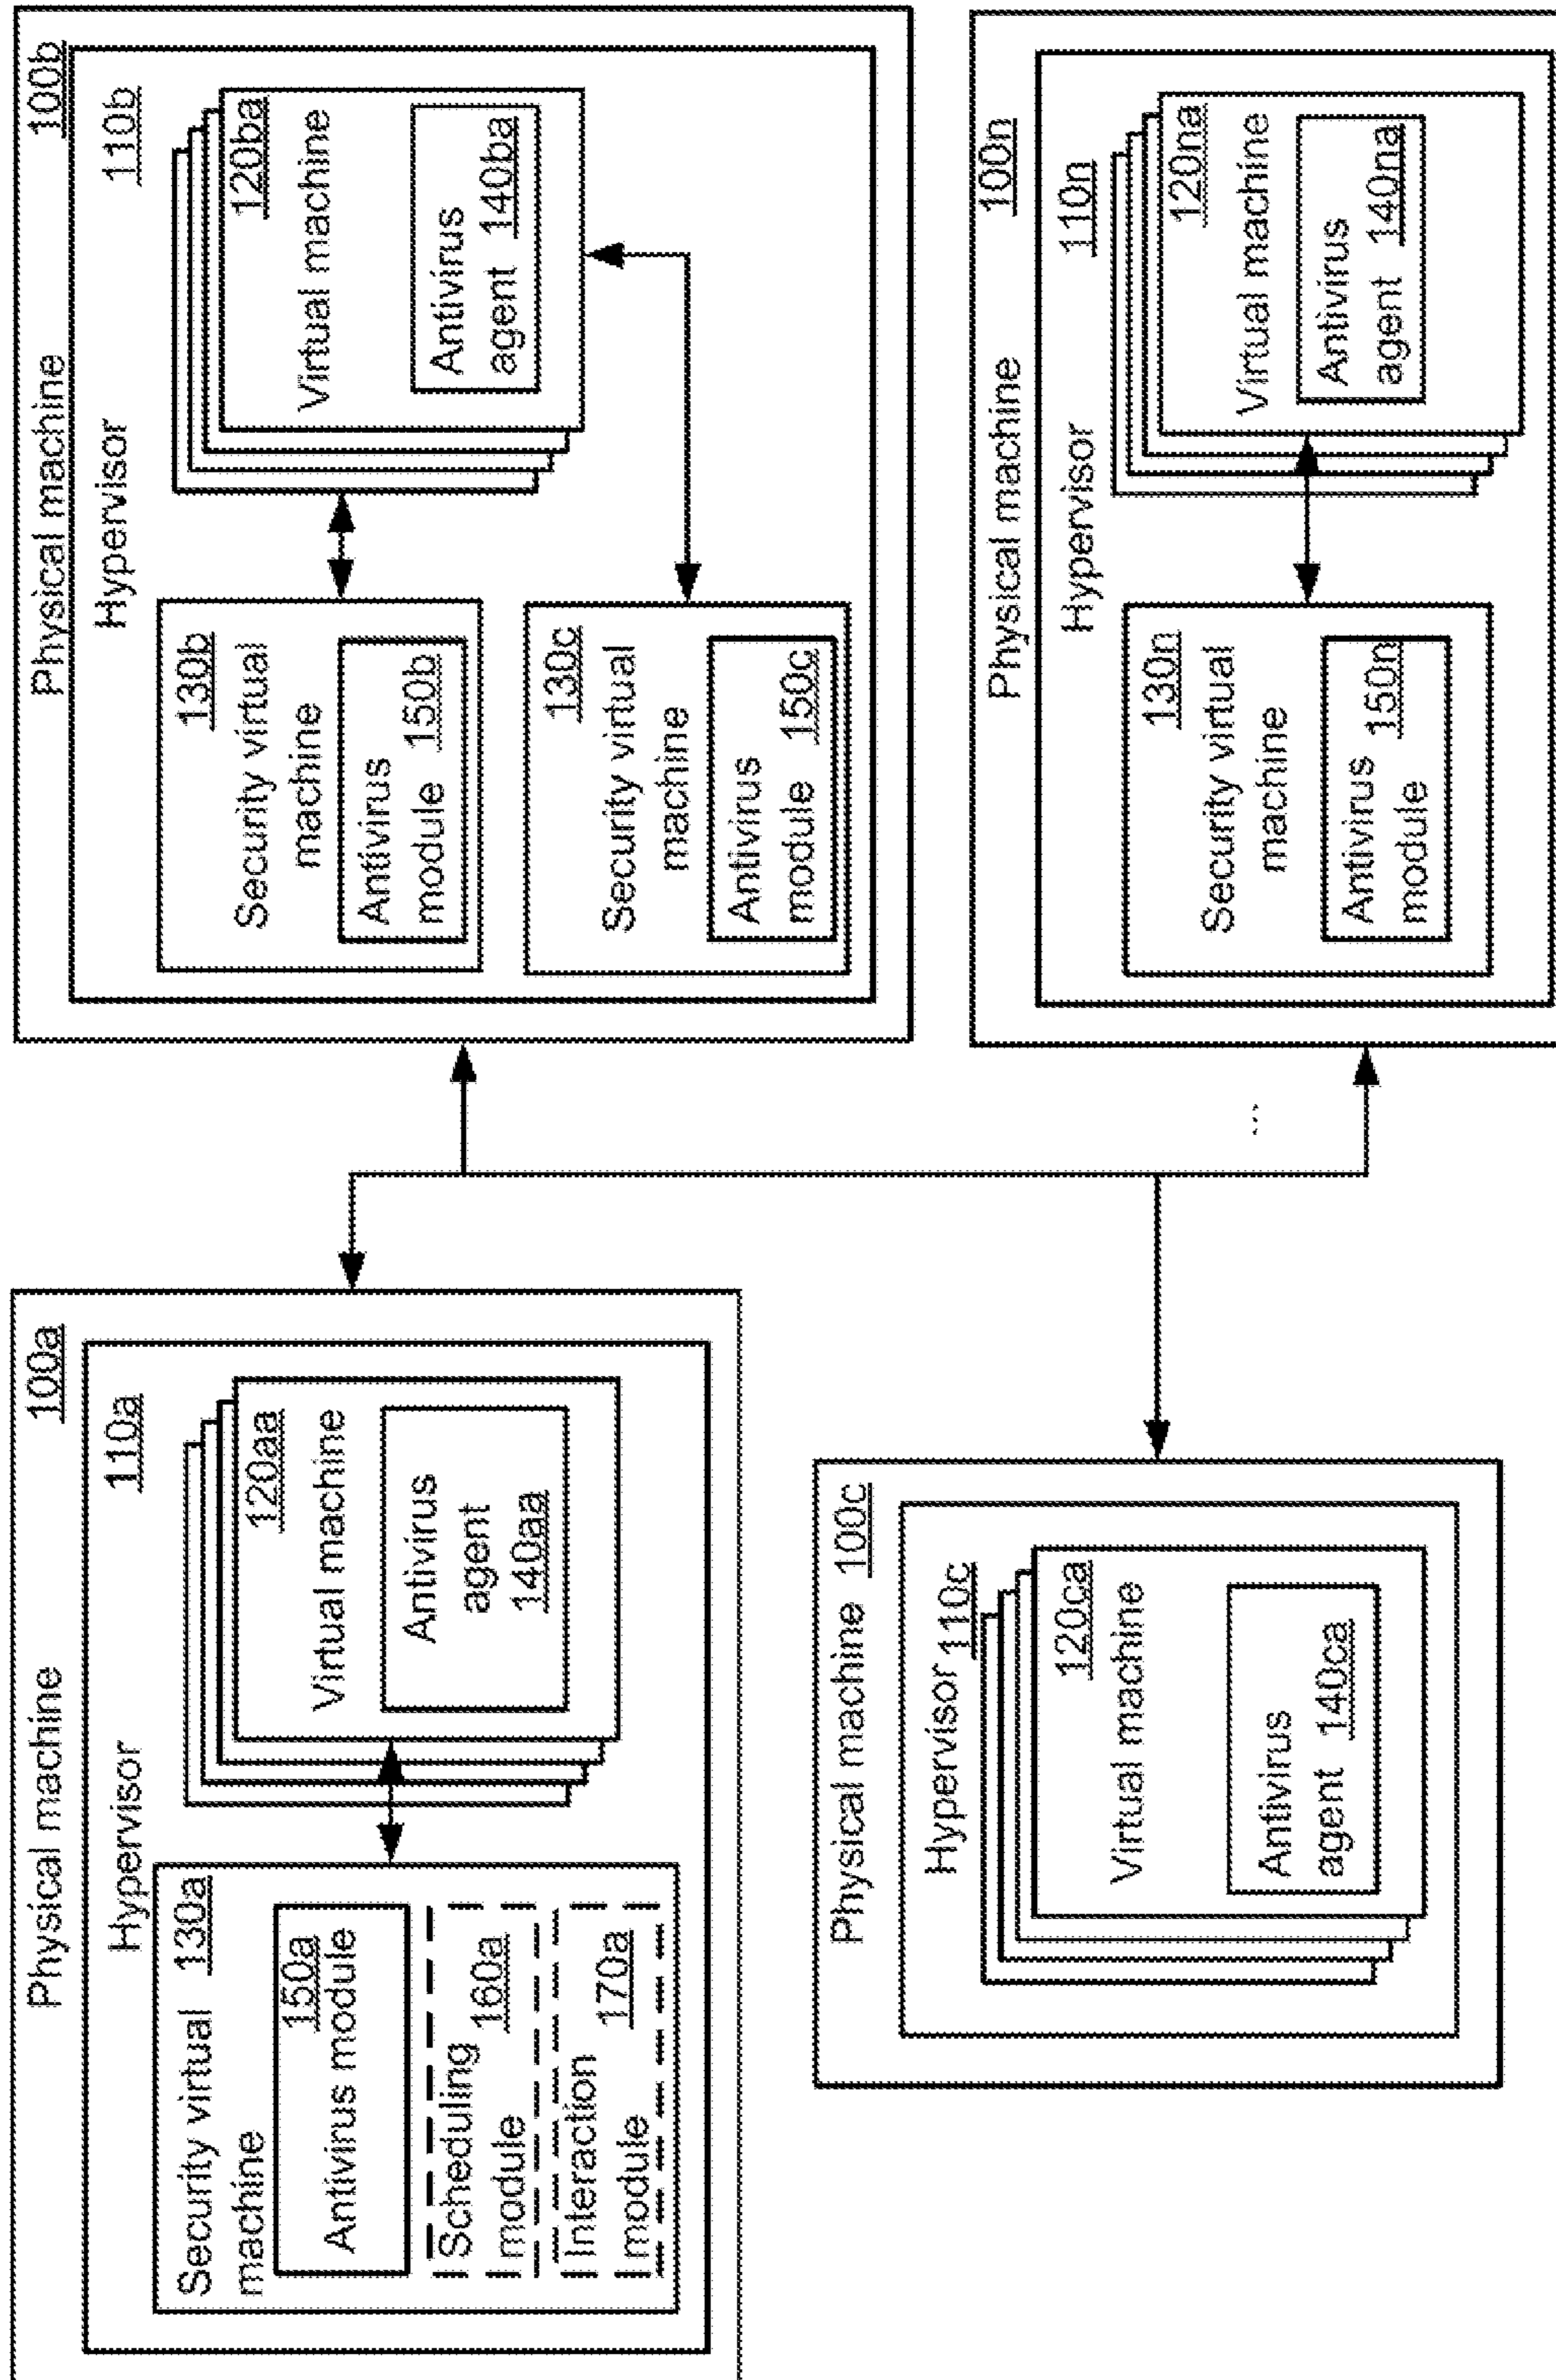 Physical machine 100a
Hypervisor 110a
Security virtual 130a
machine
150a
Antivirus module
Scheduling
module 160a
Interaction
module 170a
120aa
Virtual machine
Antivirus
agent
140aa
Physical machine 100b
Hypervisor 110b
130b
Security virtual
machine
Antivirus
module 150b
130c
Security virtual
machine
Antivirus
module 150c
120ba
Virtual machine
Antivirus
agent 140ba
Physical machine 100c
Hypervisor 110c
120ca
Virtual machine
Antivirus
agent 140ca
...
Physical machine 100n
Hypervisor 110n
130n
Security virtual
machine
Antivirus 150n
module
120na
Virtual machine
Antivirus
agent 140na